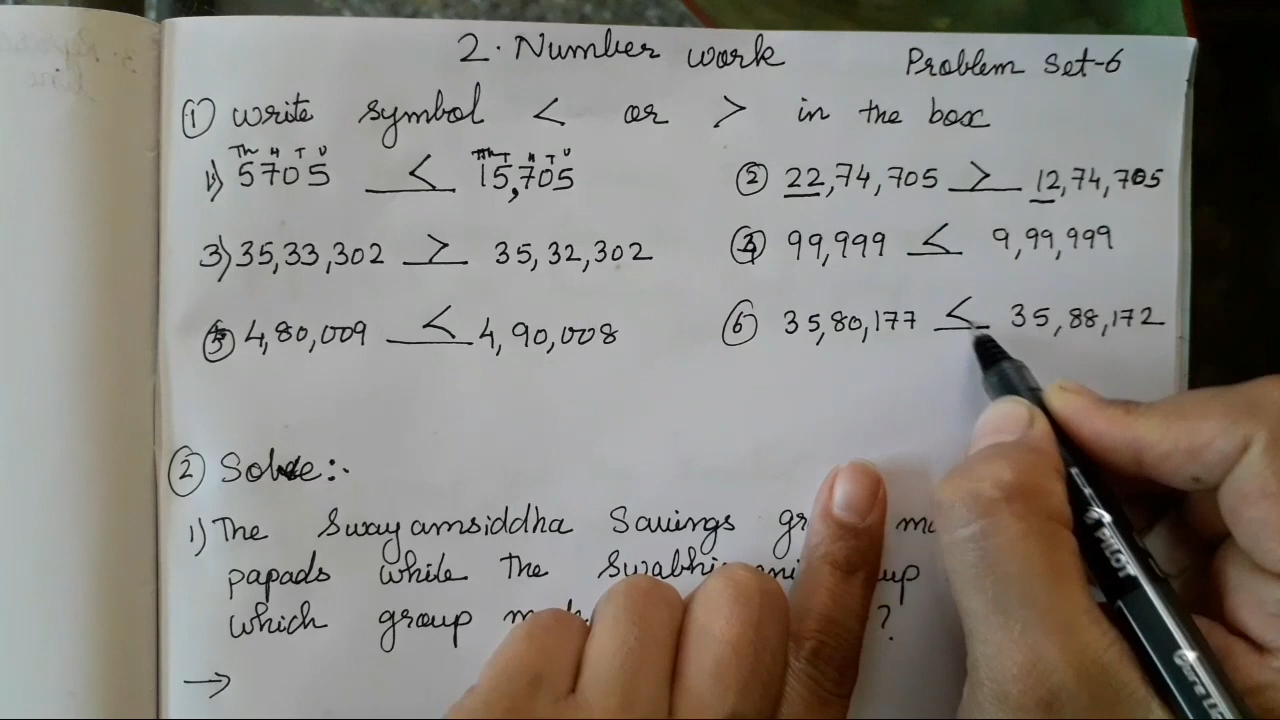 2. Number work Problem Set-6
① write symbol < or > in the box
Th H T U TTh T H T U
1) 5705 < 15,705 ② 22,74,705 > 12,74,705
3) 35,33,302 > 35,32,302 ④ 99,999 < 9,99,999
⑤ 4,80,009 < 4,90,008 ⑥ 35,80,177 < 35,88,172
② Solve:-
1) The Swayamsiddha Savings
papads while the
which group ?
→
PILOT